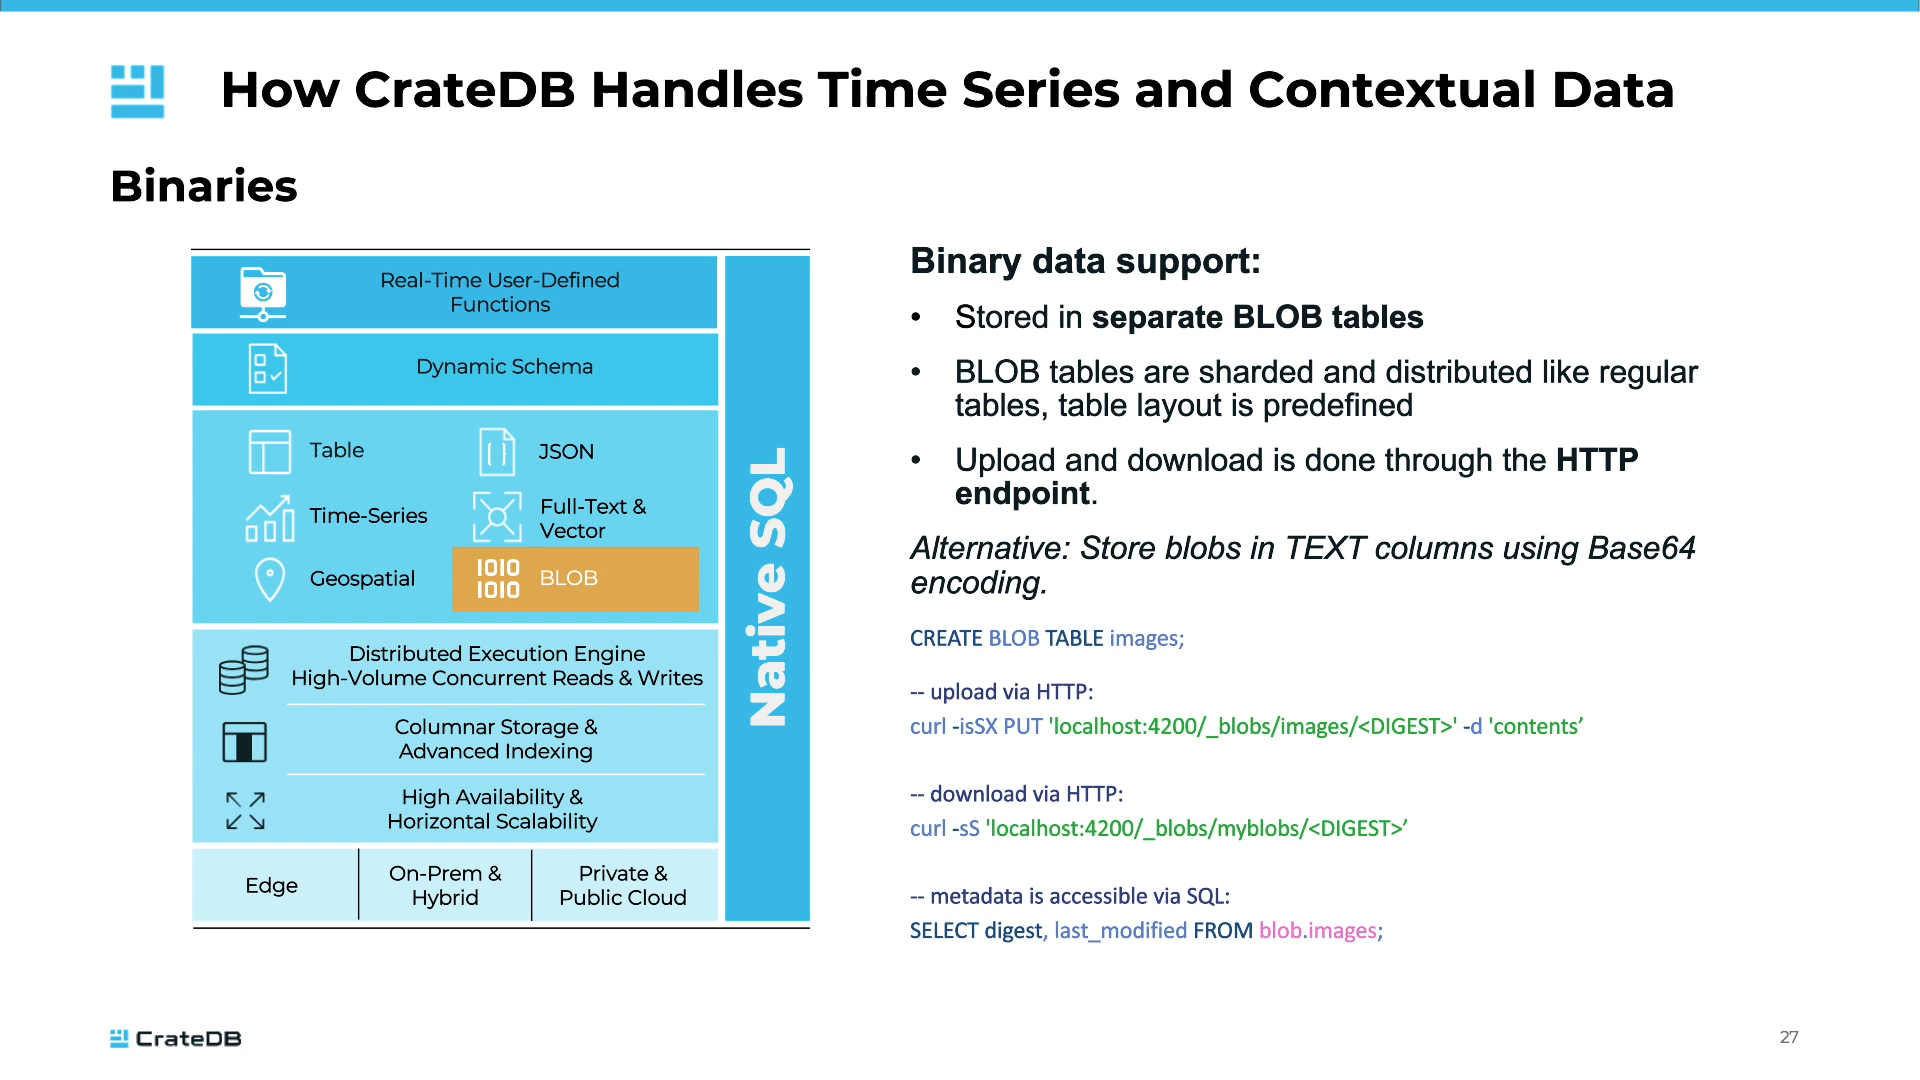 How CrateDB Handles Time Series and Contextual Data
Binaries
Real-Time User-Defined
Functions
Dynamic Schema
Table
JSON
Time-Series
Full-Text &
Vector
Geospatial
1010
1010
BLOB
Distributed Execution Engine
High-Volume Concurrent Reads & Writes
Columnar Storage &
Advanced Indexing
High Availability &
Horizontal Scalability
Edge
On-Prem &
Hybrid
Private &
Public Cloud
Native SQL
Binary data support:
• Stored in separate BLOB tables
• BLOB tables are sharded and distributed like regular
tables, table layout is predefined
• Upload and download is done through the HTTP
endpoint.
Alternative: Store blobs in TEXT columns using Base64
encoding.
CREATE BLOB TABLE images;
-- upload via HTTP:
curl -isSX PUT 'localhost:4200/_blobs/images/<DIGEST>' -d 'contents’
-- download via HTTP:
curl -sS 'localhost:4200/_blobs/myblobs/<DIGEST>’
-- metadata is accessible via SQL:
SELECT digest, last_modified FROM blob.images;
CrateDB
27